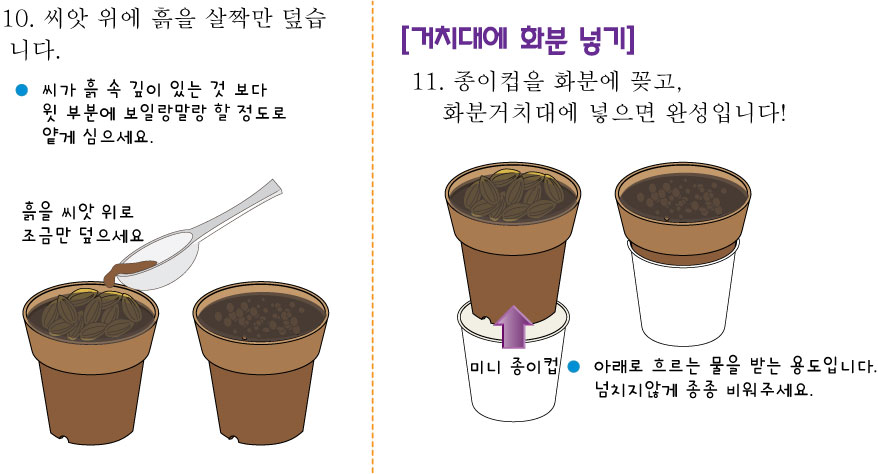 10. 씨앗 위에 흙을 살짝만 덮습
니다.
● 씨가 흙 속 깊이 있는 것 보다
윗 부분에 보일랑말랑 할 정도로
얕게 심으세요.
흙을 씨앗 위로
조금만 덮으세요
[거치대에 화분 넣기]
11. 종이컵을 화분에 꽂고,
화분거치대에 넣으면 완성입니다!
미니 종이컵
● 아래로 흐르는 물을 받는 용도입니다.
넘치지않게 종종 비워주세요.